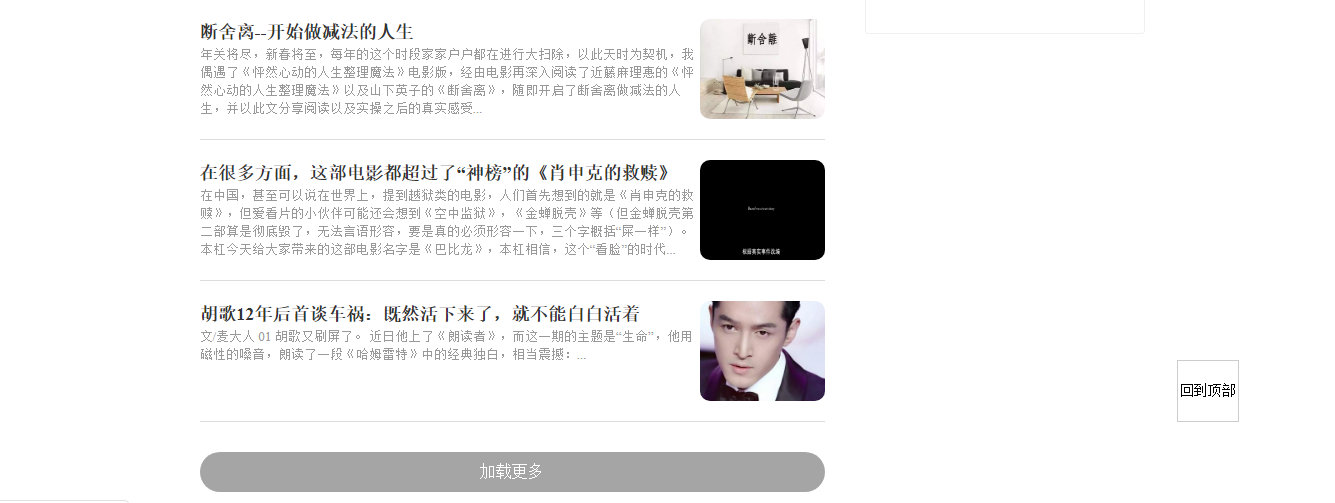 断舍离--开始做减法的人生
年关将尽，新春将至，每年的这个时段家家户户都在进行大扫除，以此天时为契机，我
偶遇了《怦然心动的人生整理魔法》电影版，经由电影再深入阅读了近藤麻理惠的《怦
然心动的人生整理魔法》以及山下英子的《断舍离》，随即开启了断舍离做减法的人
生，并以此文分享阅读以及实操之后的真实感受...
断舍離
在很多方面，这部电影都超过了“神榜”的《肖申克的救赎》
在中国，甚至可以说在世界上，提到越狱类的电影，人们首先想到的就是《肖申克的救
赎》，但爱看片的小伙伴可能还会想到《空中监狱》，《金蝉脱壳》等（但金蝉脱壳第
二部算是彻底毁了，无法言语形容，要是真的必须形容一下，三个字概括“屎一样”）。
本杠今天给大家带来的这部电影名字是《巴比龙》，本杠相信，这个“看脸”的时代...
根据真实事件改编
胡歌12年后首谈车祸：既然活下来了，就不能白白活着
文/麦大人 01 胡歌又刷屏了。 近日他上了《朗读者》，而这一期的主题是“生命”，他用
磁性的嗓音，朗读了一段《哈姆雷特》中的经典独白，相当震撼：...
回到顶部
加载更多